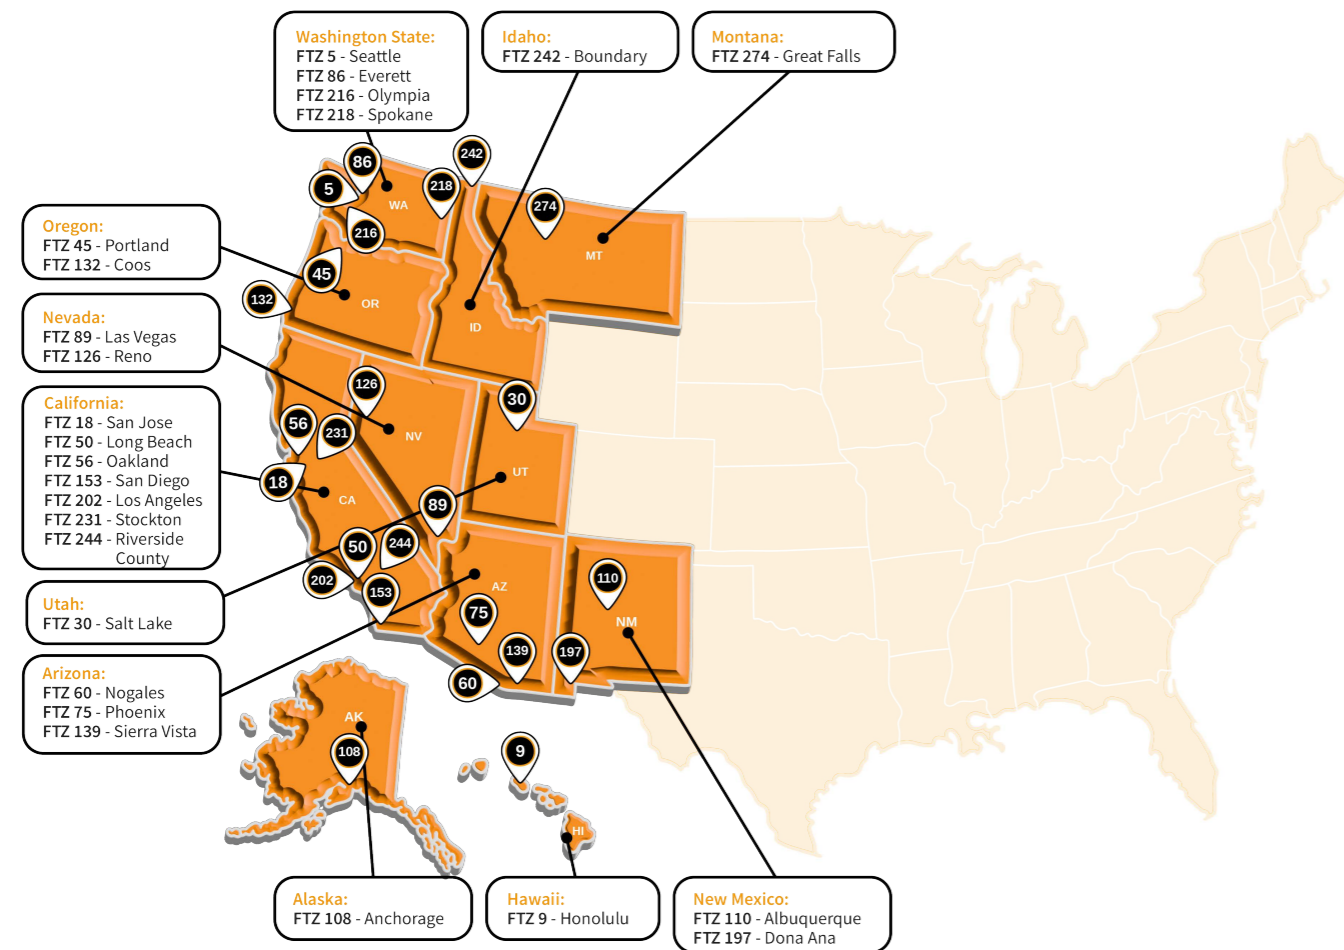 Washington State:
FTZ 5 - Seattle
FTZ 86 - Everett
FTZ 216 - Olympia
FTZ 218 - Spokane
Idaho:
FTZ 242 - Boundary
Montana:
FTZ 274 - Great Falls
Oregon:
FTZ 45 - Portland
FTZ 132 - Coos
Nevada:
FTZ 89 - Las Vegas
FTZ 126 - Reno
California:
FTZ 18 - San Jose
FTZ 50 - Long Beach
FTZ 56 - Oakland
FTZ 153 - San Diego
FTZ 202 - Los Angeles
FTZ 231 - Stockton
FTZ 244 - Riverside
County
Utah:
FTZ 30 - Salt Lake
Arizona:
FTZ 60 - Nogales
FTZ 75 - Phoenix
FTZ 139 - Sierra Vista
242
86
218
5
WA
274
216
MT
45
132
OR
ID
126
30
56
231
NV
UT
18
CA
89
244
50
202
110
AZ
153
75
NM
139
197
60
AK
108
9
HI
Alaska:
FTZ 108 - Anchorage
Hawaii:
FTZ 9 - Honolulu
New Mexico:
FTZ 110 - Albuquerque
FTZ 197 - Dona Ana